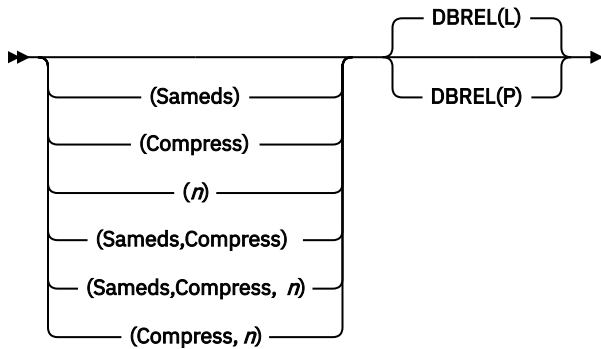 DBREL(L)
(Sameds)
DBREL(P)
(Compress)
(n)
(Sameds,Compress)
(Sameds,Compress, n)
(Compress, n)